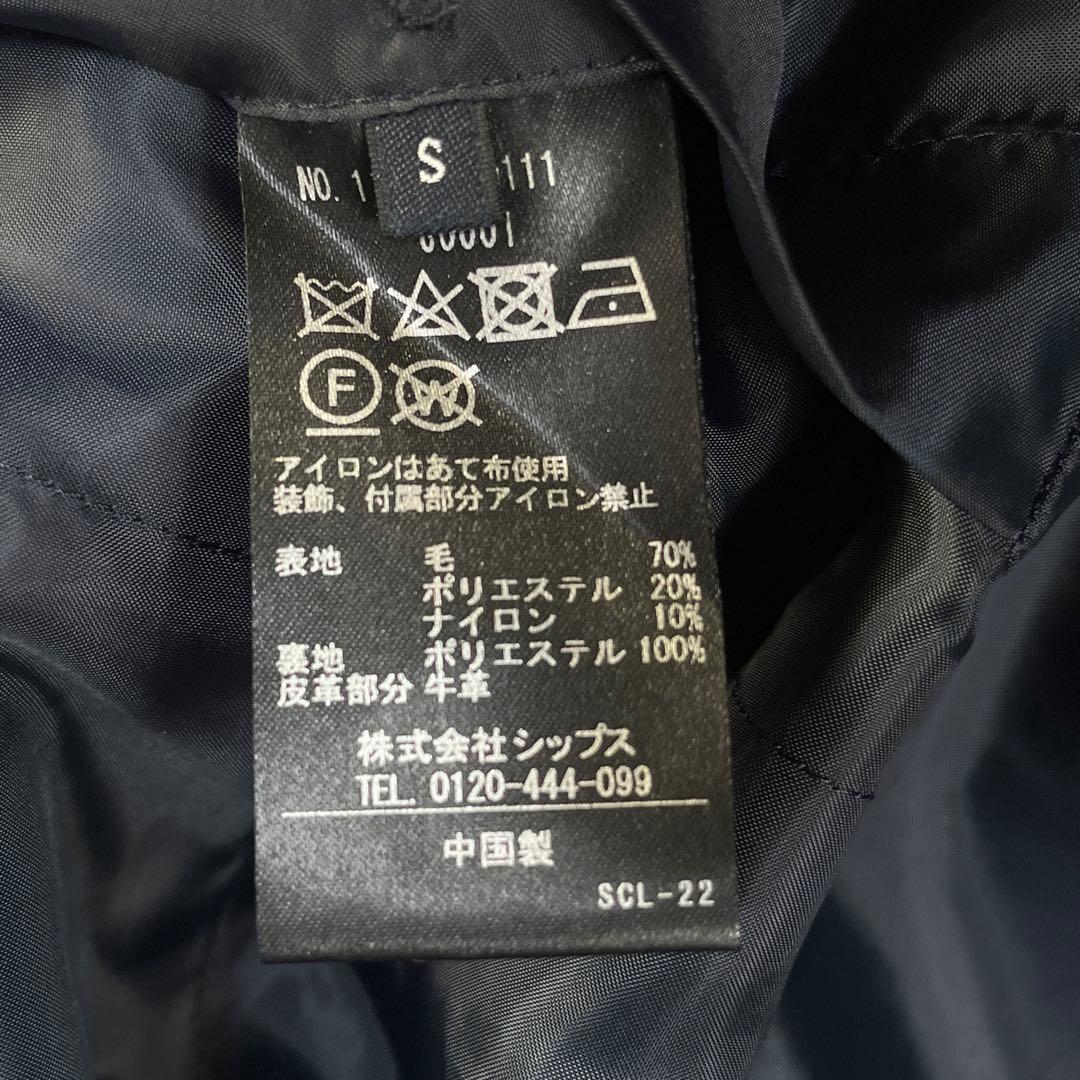 S
NO. 1 111
アイロンはあて布使用
装飾、付属部分アイロン禁止
表地 毛 70%
ポリエステル 20%
ナイロン 10%
裏地 ポリエステル 100%
皮革部分 牛革
株式会社シップス
TEL. 0120-444-099
中国製
SCL-22